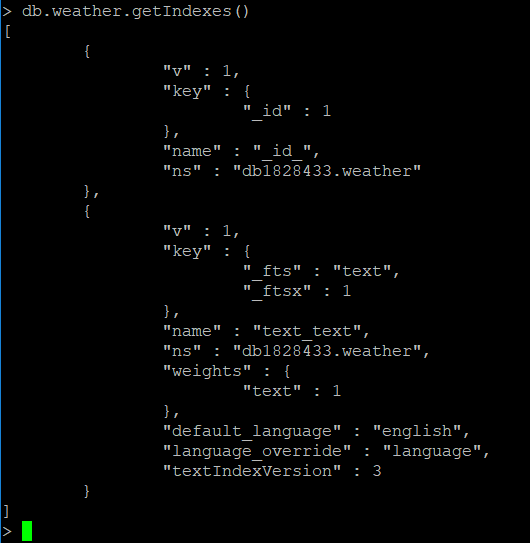 > db.weather.getIndexes()
[
        {
                "v" : 1,
                "key" : {
                        "_id" : 1
                },
                "name" : "_id_",
                "ns" : "db1828433.weather"
        },
        {
                "v" : 1,
                "key" : {
                        "_fts" : "text",
                        "_ftsx" : 1
                },
                "name" : "text_text",
                "ns" : "db1828433.weather",
                "weights" : {
                        "text" : 1
                },
                "default_language" : "english",
                "language_override" : "language",
                "textIndexVersion" : 3
        }
]
>